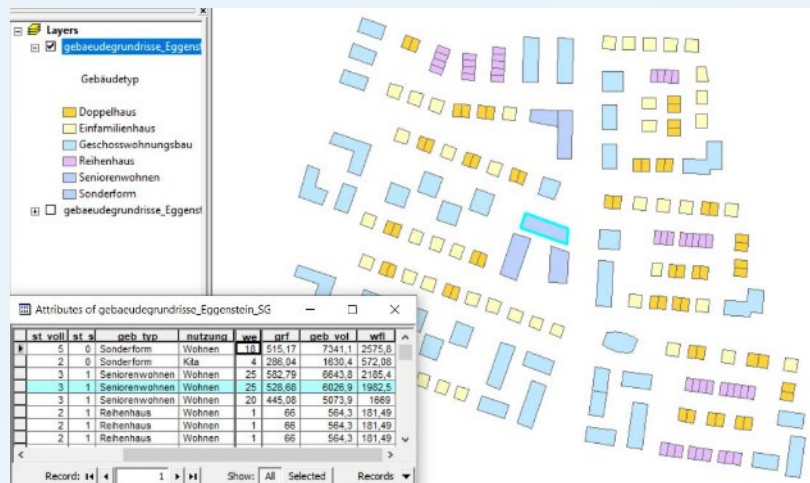 Layers
gebaeudegrundrisse_Eggenst
Gebäudetyp
Doppelhaus
Einfamilienhaus
Geschosswohnungsbau
Reihenhaus
Seniorenwohnen
Sonderform
gebaeudegrundrisse_Eggenst
Attributes of gebaeudegrundrisse_Eggenstein_SG
st_voll st_s geb_typ nutzung we grf geb_vol wfl
5 0 Sonderform Wohnen 18 515,17 7341,1 2575,8
2 0 Sonderform Kita 4 286,04 1630,4 572,08
3 1 Seniorenwohnen Wohnen 25 582,79 6643,8 2185,4
3 1 Seniorenwohnen Wohnen 25 528,68 6026,9 1982,5
3 1 Seniorenwohnen Wohnen 20 445,08 5073,9 1669
2 1 Reihenhaus Wohnen 1 66 564,3 181,49
2 1 Reihenhaus Wohnen 1 66 564,3 181,49
2 1 Reihenhaus Wohnen 1 66 564,3 181,49
Record: 1 Show: All Selected Records